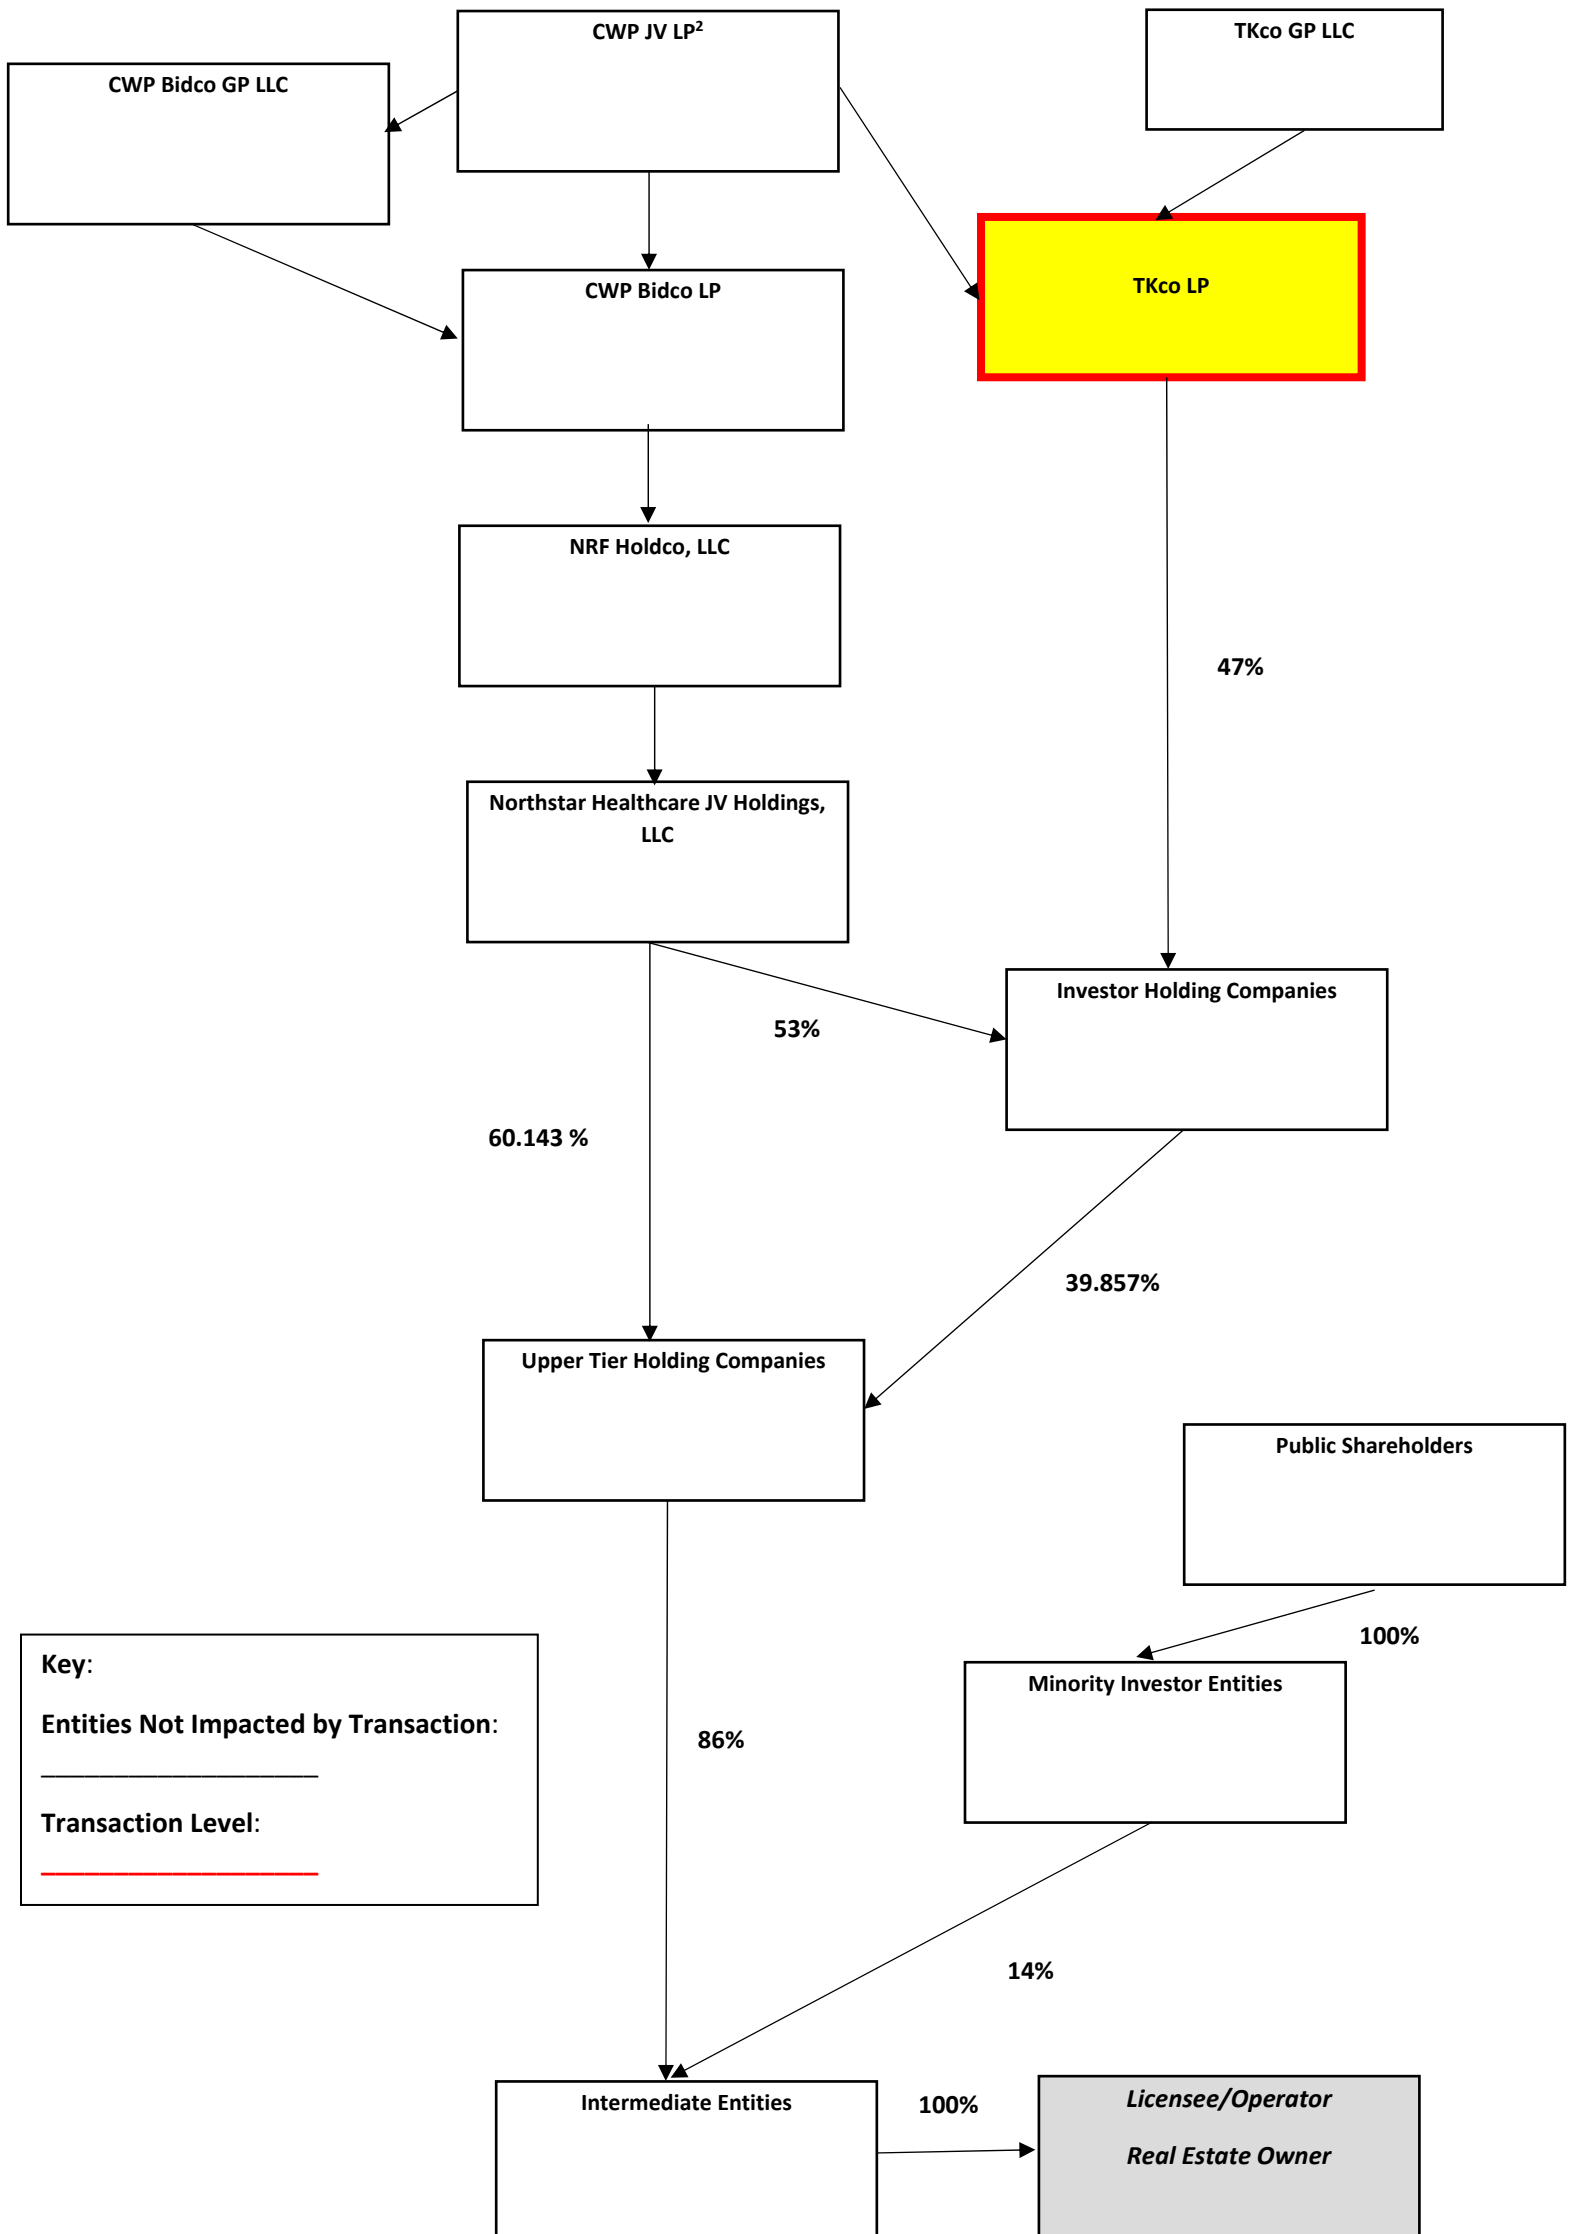 CWP JV LP²
TKco GP LLC
CWP Bidco GP LLC
TKco LP
CWP Bidco LP
NRF Holdco, LLC
47%
Northstar Healthcare JV Holdings,
LLC
Investor Holding Companies
53%
60.143 %
39.857%
Upper Tier Holding Companies
Public Shareholders
100%
Key:
Minority Investor Entities
Entities Not Impacted by Transaction:
86%
Transaction Level:
14%
Intermediate Entities
100%
Licensee/Operator
Real Estate Owner